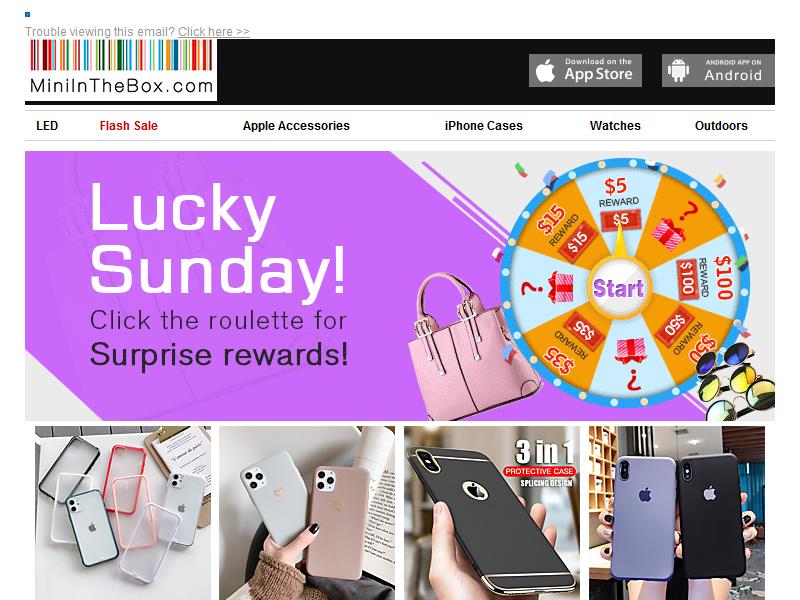 Trouble viewing this email? Click here >>
MiniInTheBox.com
Download on the
App Store
ANDROID APP ON
Android
LED
Flash Sale
Apple Accessories
iPhone Cases
Watches
Outdoors
Lucky
Sunday!
Click the roulette for
Surprise rewards!
$5
REWARD
$5
?
$100
REWARD
$100
$50
REWARD
$50
?
$35
REWARD
$35
?
$15
REWARD
$15
Start
3 in 1
PROTECTIVE CASE
SPLICING DESIGN